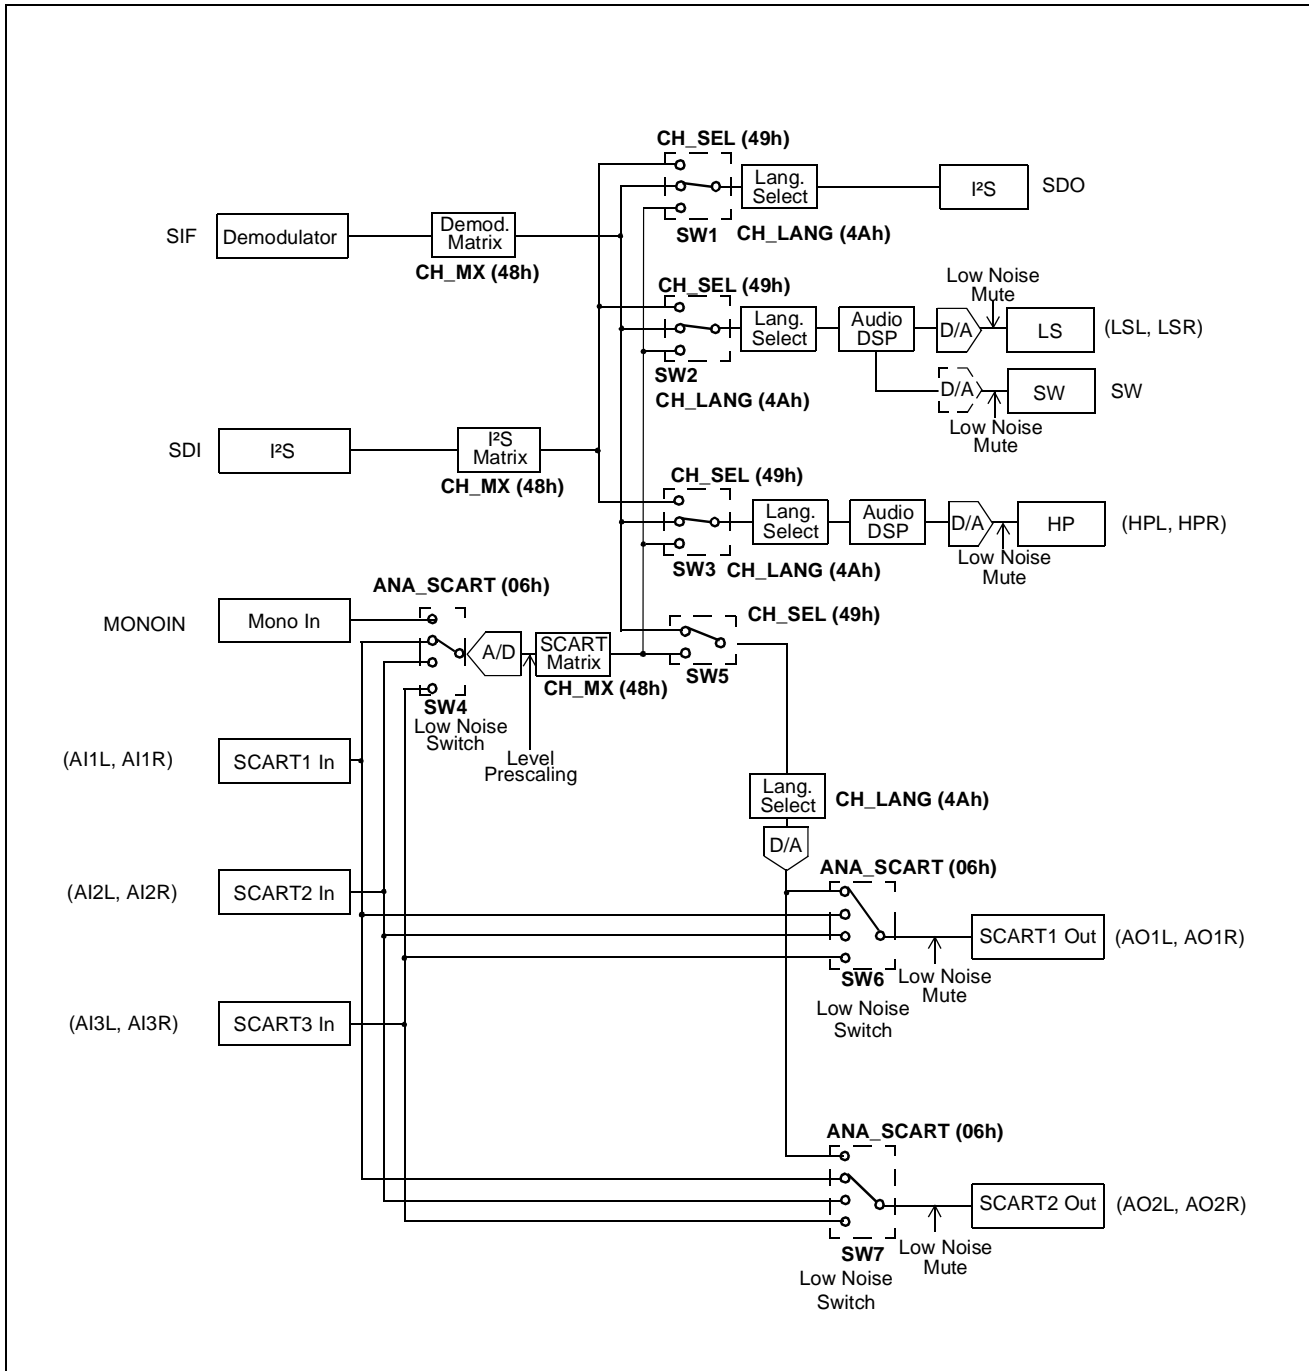 CH_SEL (49h)
Lang.
Select
I²S
SDO
SW1
CH_LANG (4Ah)
SIF
Demodulator
Demod.
Matrix
CH_MX (48h)
CH_SEL (49h)
Low Noise
Mute
Lang.
Select
Audio
DSP
D/A
LS
(LSL, LSR)
SW2
CH_LANG (4Ah)
D/A
SW
SW
Low Noise
Mute
SDI
I²S
I²S
Matrix
CH_MX (48h)
CH_SEL (49h)
Lang.
Select
Audio
DSP
D/A
HP
(HPL, HPR)
SW3
CH_LANG (4Ah)
Low Noise
Mute
ANA_SCART (06h)
MONOIN
Mono In
A/D
SCART
Matrix
CH_MX (48h)
CH_SEL (49h)
SW5
SW4
Low Noise
Switch
Level
Prescaling
(AI1L, AI1R)
SCART1 In
Lang.
Select
CH_LANG (4Ah)
D/A
(AI2L, AI2R)
SCART2 In
ANA_SCART (06h)
SCART1 Out
(AO1L, AO1R)
SW6
Low Noise
Switch
Low Noise
Mute
(AI3L, AI3R)
SCART3 In
ANA_SCART (06h)
SCART2 Out
(AO2L, AO2R)
SW7
Low Noise
Switch
Low Noise
Mute